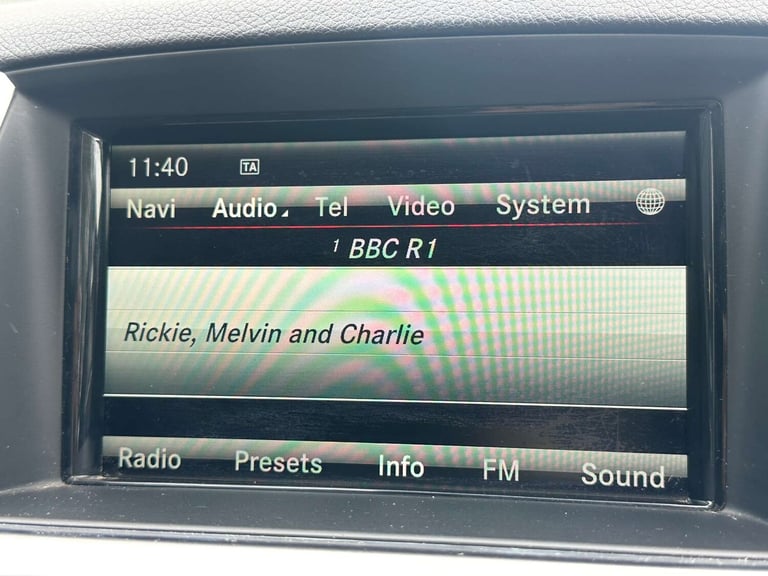 11:40 TA
Navi Audio Tel Video System
1 BBC R1
Rickie, Melvin and Charlie
Radio Presets Info FM Sound